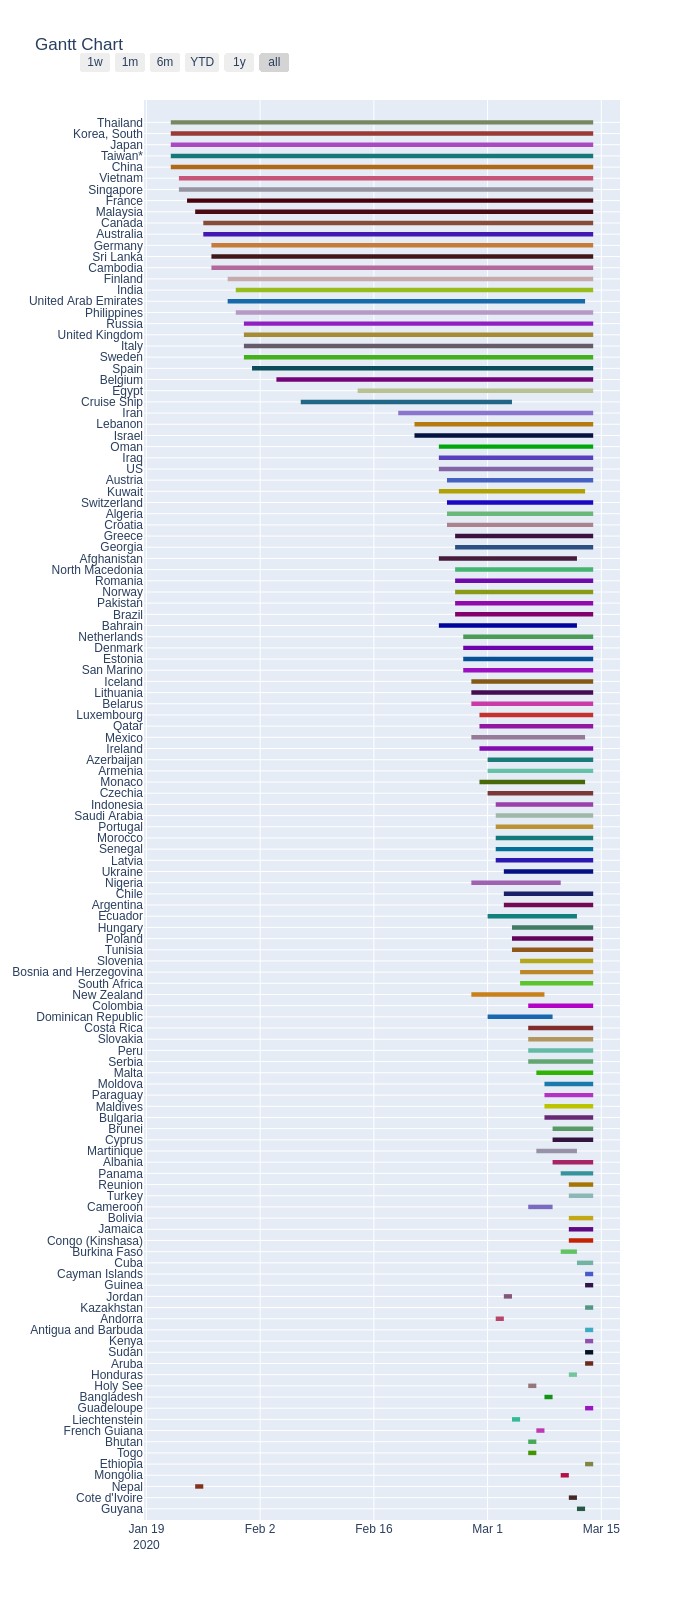 Gantt Chart
1w 1m 6m YTD 1y all
Thailand
Korea, South
Japan
Taiwan*
China
Vietnam
Singapore
France
Malaysia
Canada
Australia
Germany
Sri Lanka
Cambodia
Finland
India
United Arab Emirates
Philippines
Russia
United Kingdom
Italy
Sweden
Spain
Belgium
Egypt
Cruise Ship
Iran
Lebanon
Israel
Oman
Iraq
US
Austria
Kuwait
Switzerland
Algeria
Croatia
Greece
Georgia
Afghanistan
North Macedonia
Romania
Norway
Pakistan
Brazil
Bahrain
Netherlands
Denmark
Estonia
San Marino
Iceland
Lithuania
Belarus
Luxembourg
Qatar
Mexico
Ireland
Azerbaijan
Armenia
Monaco
Czechia
Indonesia
Saudi Arabia
Portugal
Morocco
Senegal
Latvia
Ukraine
Nigeria
Chile
Argentina
Ecuador
Hungary
Poland
Tunisia
Slovenia
Bosnia and Herzegovina
South Africa
New Zealand
Colombia
Dominican Republic
Costa Rica
Slovakia
Peru
Serbia
Malta
Moldova
Paraguay
Maldives
Bulgaria
Brunei
Cyprus
Martinique
Albania
Panama
Reunion
Turkey
Cameroon
Bolivia
Jamaica
Congo (Kinshasa)
Burkina Faso
Cuba
Cayman Islands
Guinea
Jordan
Kazakhstan
Andorra
Antigua and Barbuda
Kenya
Sudan
Aruba
Honduras
Holy See
Bangladesh
Guadeloupe
Liechtenstein
French Guiana
Bhutan
Togo
Ethiopia
Mongolia
Nepal
Cote d'Ivoire
Guyana
Jan 19 Feb 2 Feb 16 Mar 1 Mar 15
2020